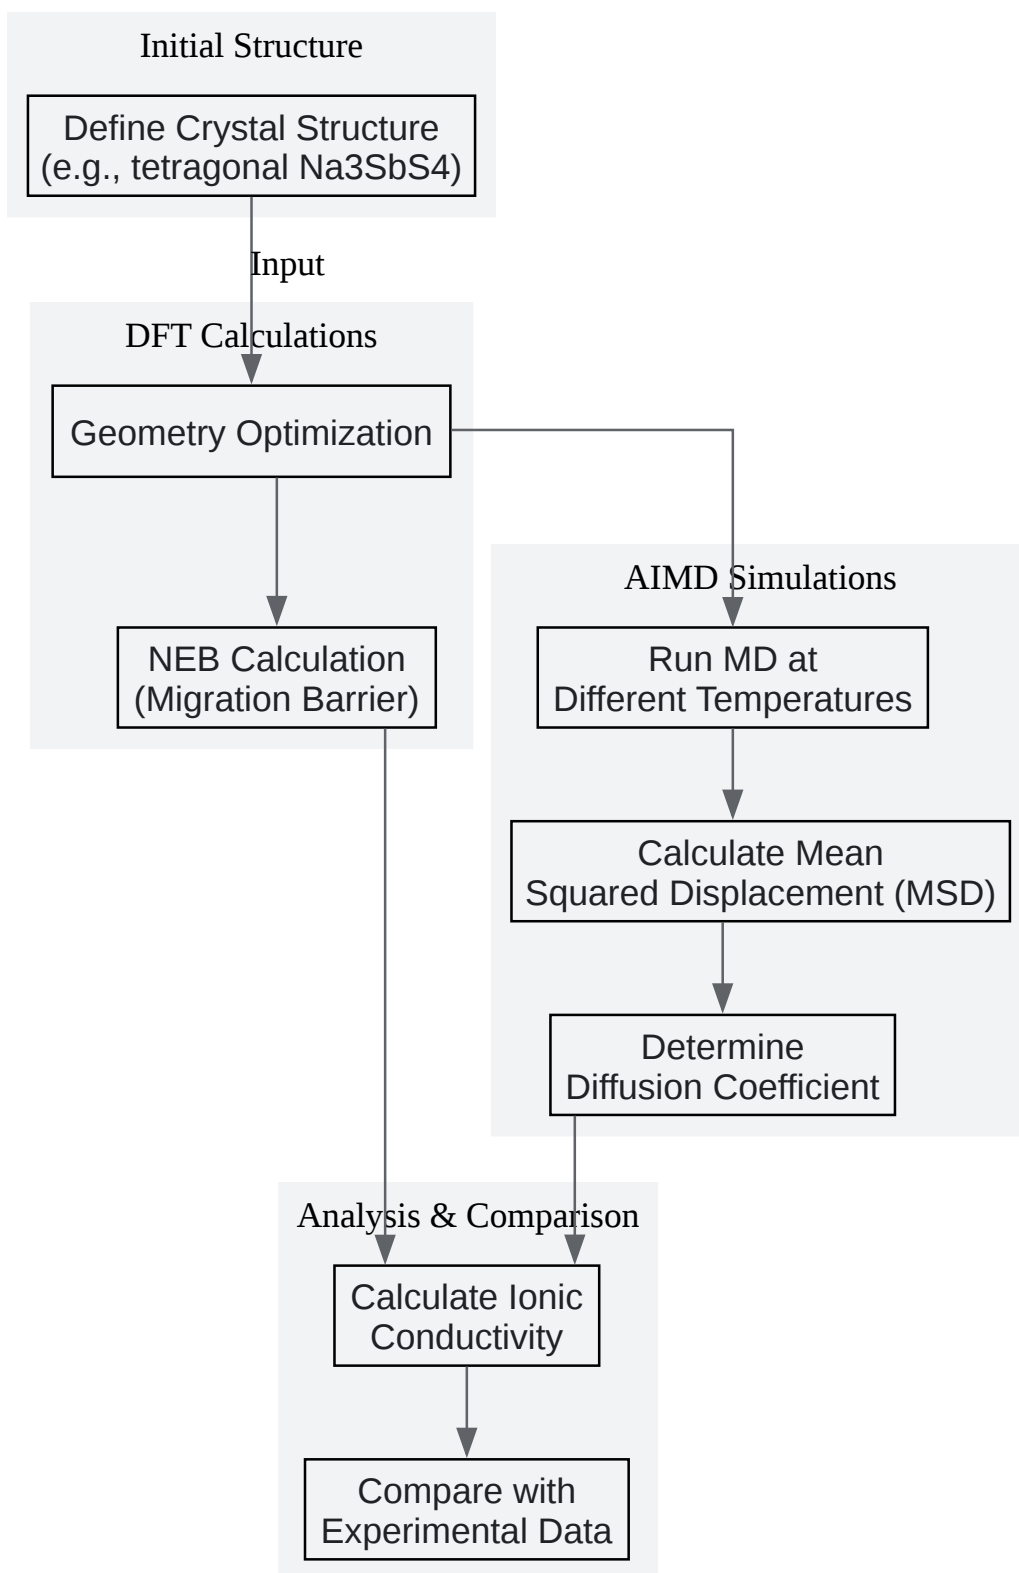 Initial Structure
Define Crystal Structure
(e.g., tetragonal Na3SbS4)
Input
DFT Calculations
Geometry Optimization
NEB Calculation
(Migration Barrier)
AIMD Simulations
Run MD at
Different Temperatures
Calculate Mean
Squared Displacement (MSD)
Determine
Diffusion Coefficient
Analysis & Comparison
Calculate Ionic
Conductivity
Compare with
Experimental Data